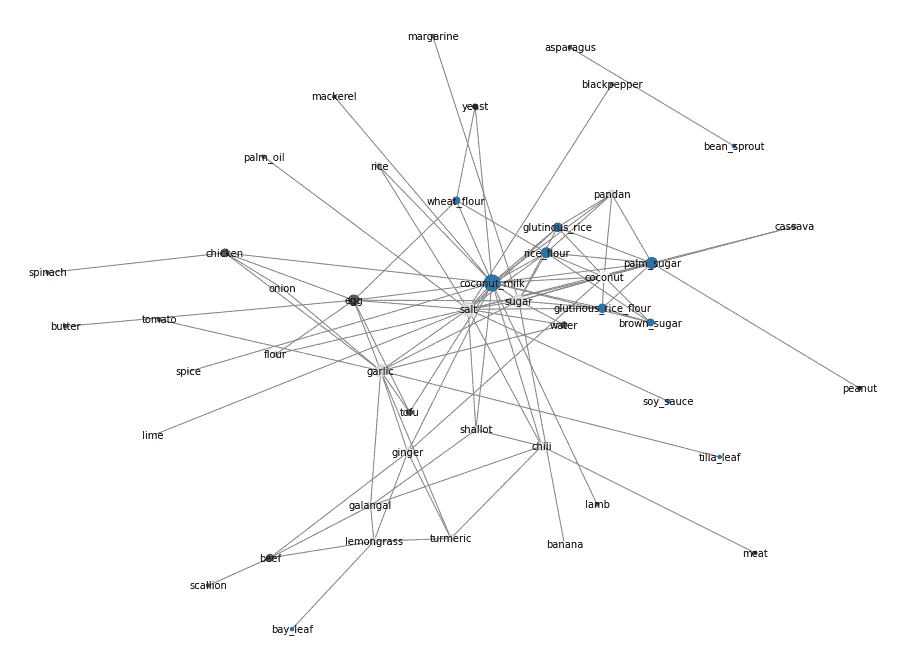 margarine
asparagus
blackpepper
mackerel
yeast
bean_sprout
palm_oil
rice
pandan
wheat_flour
glutinous_rice
cassava
chicken
rice_flour
palm_sugar
spinach
coconut
onion
coconut_milk
egg
sugar
salt
glutinous_rice_flour
butter
tomato
water
brown_sugar
flour
spice
garlic
peanut
soy_sauce
tofu
shallot
lime
chili
ginger
tilia_leaf
galangal
lamb
lemongrass
turmeric
banana
meat
beef
scallion
bay_leaf